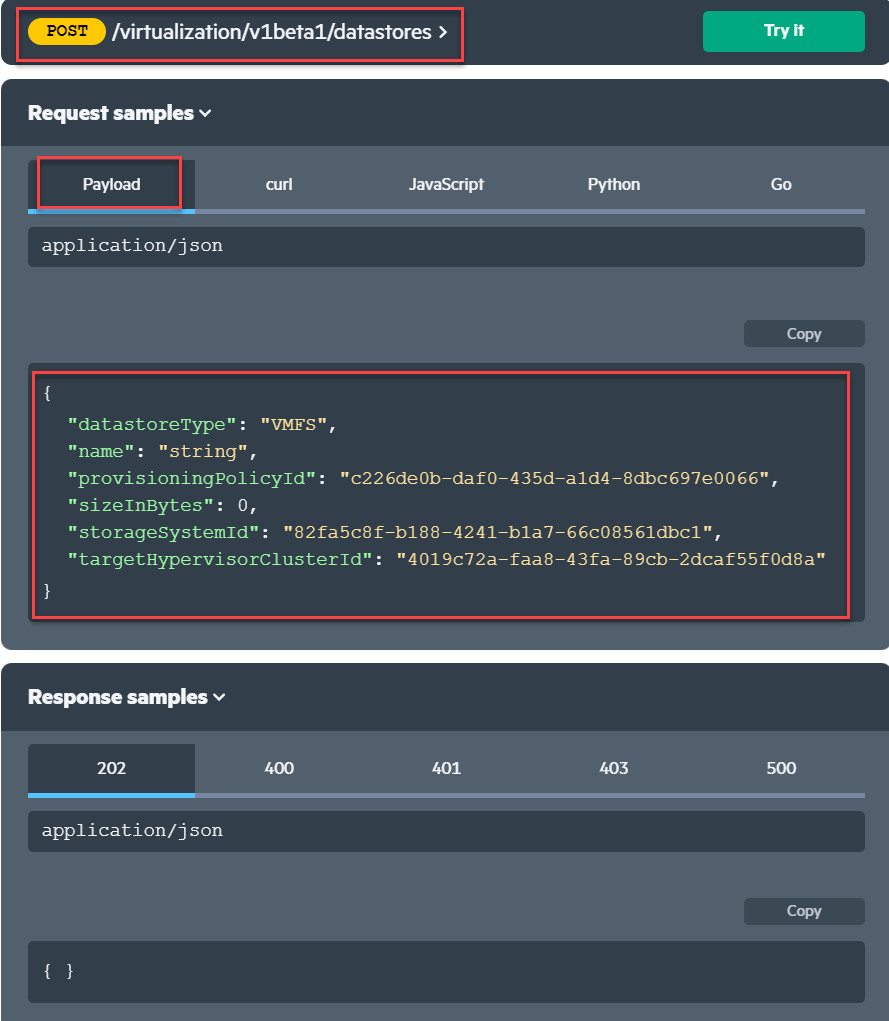 POST /virtualization/v1beta1/datastores
Try it
Request samples
Payload curl JavaScript Python Go
application/json
Copy
{
"datastoreType": "VMFS",
"name": "string",
"provisioningPolicyId": "c226de0b-daf0-435d-a1d4-8dbc697e0066",
"sizeInBytes": 0,
"storageSystemId": "82fa5c8f-b188-4241-b1a7-66c08561dbc1",
"targetHypervisorClusterId": "4019c72a-faa8-43fa-89cb-2dcaf55f0d8a"
}
Response samples
202 400 401 403 500
application/json
Copy
{ }